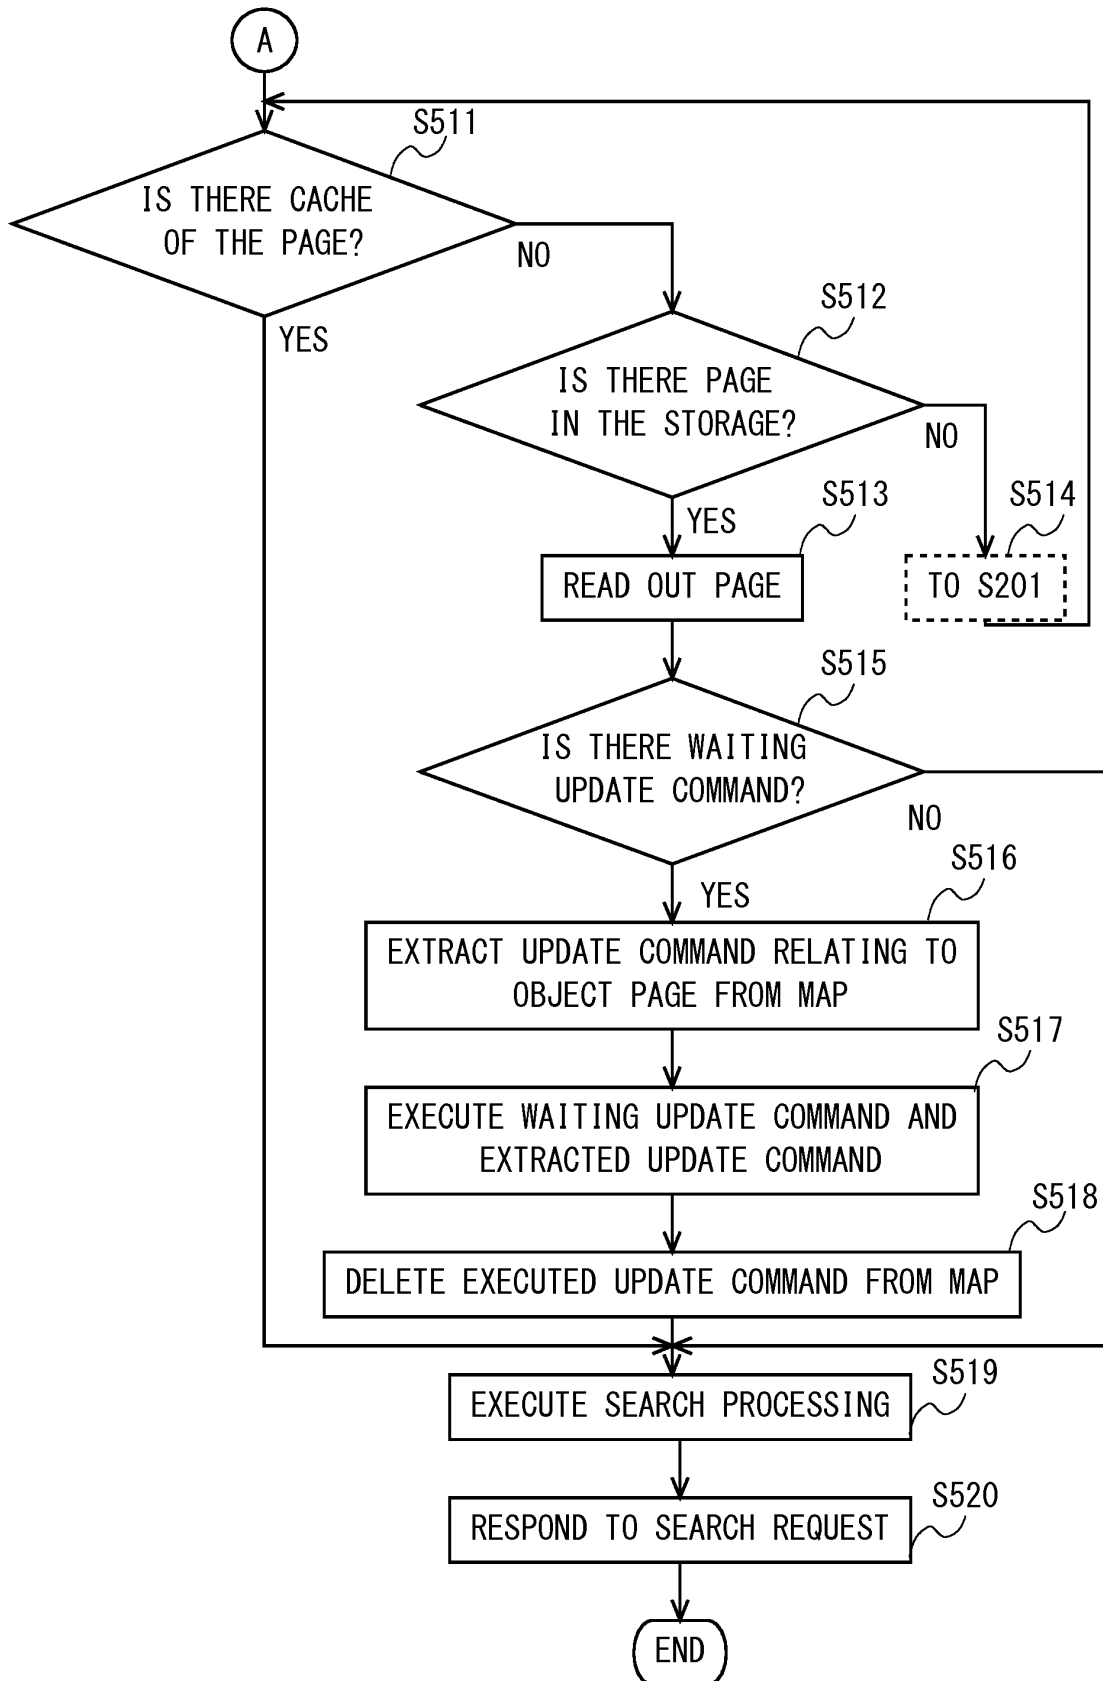 A
S511
IS THERE CACHE
OF THE PAGE?
NO
YES
S512
IS THERE PAGE
IN THE STORAGE?
NO
YES
S513
READ OUT PAGE
S514
TO S201
S515
IS THERE WAITING
UPDATE COMMAND?
NO
YES
S516
EXTRACT UPDATE COMMAND RELATING TO
OBJECT PAGE FROM MAP
S517
EXECUTE WAITING UPDATE COMMAND AND
EXTRACTED UPDATE COMMAND
S518
DELETE EXECUTED UPDATE COMMAND FROM MAP
S519
EXECUTE SEARCH PROCESSING
S520
RESPOND TO SEARCH REQUEST
END